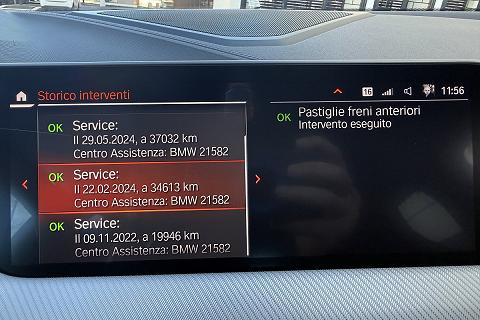 Storico interventi
16
11:56
OK Service:
Il 29.05.2024, a 37032 km
Centro Assistenza: BMW 21582
OK Service:
Il 22.02.2024, a 34613 km
Centro Assistenza: BMW 21582
OK Service:
Il 09.11.2022, a 19946 km
Centro Assistenza: BMW 21582
OK Pastiglie freni anteriori
Intervento eseguito